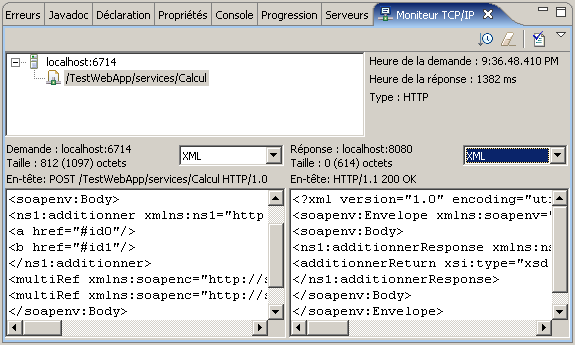 Erreurs Javadoc Déclaration Propriétés Console Progression Serveurs Moniteur TCP/IP
localhost:6714
/TestWebApp/services/Calcul
Heure de la demande : 9:36.48.410 PM
Heure de la réponse : 1382 ms
Type : HTTP
Demande : localhost:6714
Taille : 812 (1097) octets
XML
En-tête: POST /TestWebApp/services/Calcul HTTP/1.0
<soapenv:Body>
<ns1:additionner xmlns:ns1="http
<a href="#id0"/>
<b href="#id1"/>
</ns1:additionner>
<multiRef xmlns:soapenc="http://s
<multiRef xmlns:soapenc="http://s
</soapenv:Body>
Réponse : localhost:8080
Taille : 0 (614) octets
XML
En-tête: HTTP/1.1 200 OK
<?xml version="1.0" encoding="ut
<soapenv:Envelope xmlns:soapenv="
<soapenv:Body>
<ns1:additionnerResponse xmlns:ns
<additionnerReturn xsi:type="xsd
</ns1:additionnerResponse>
</soapenv:Body>
</soapenv:Envelope>